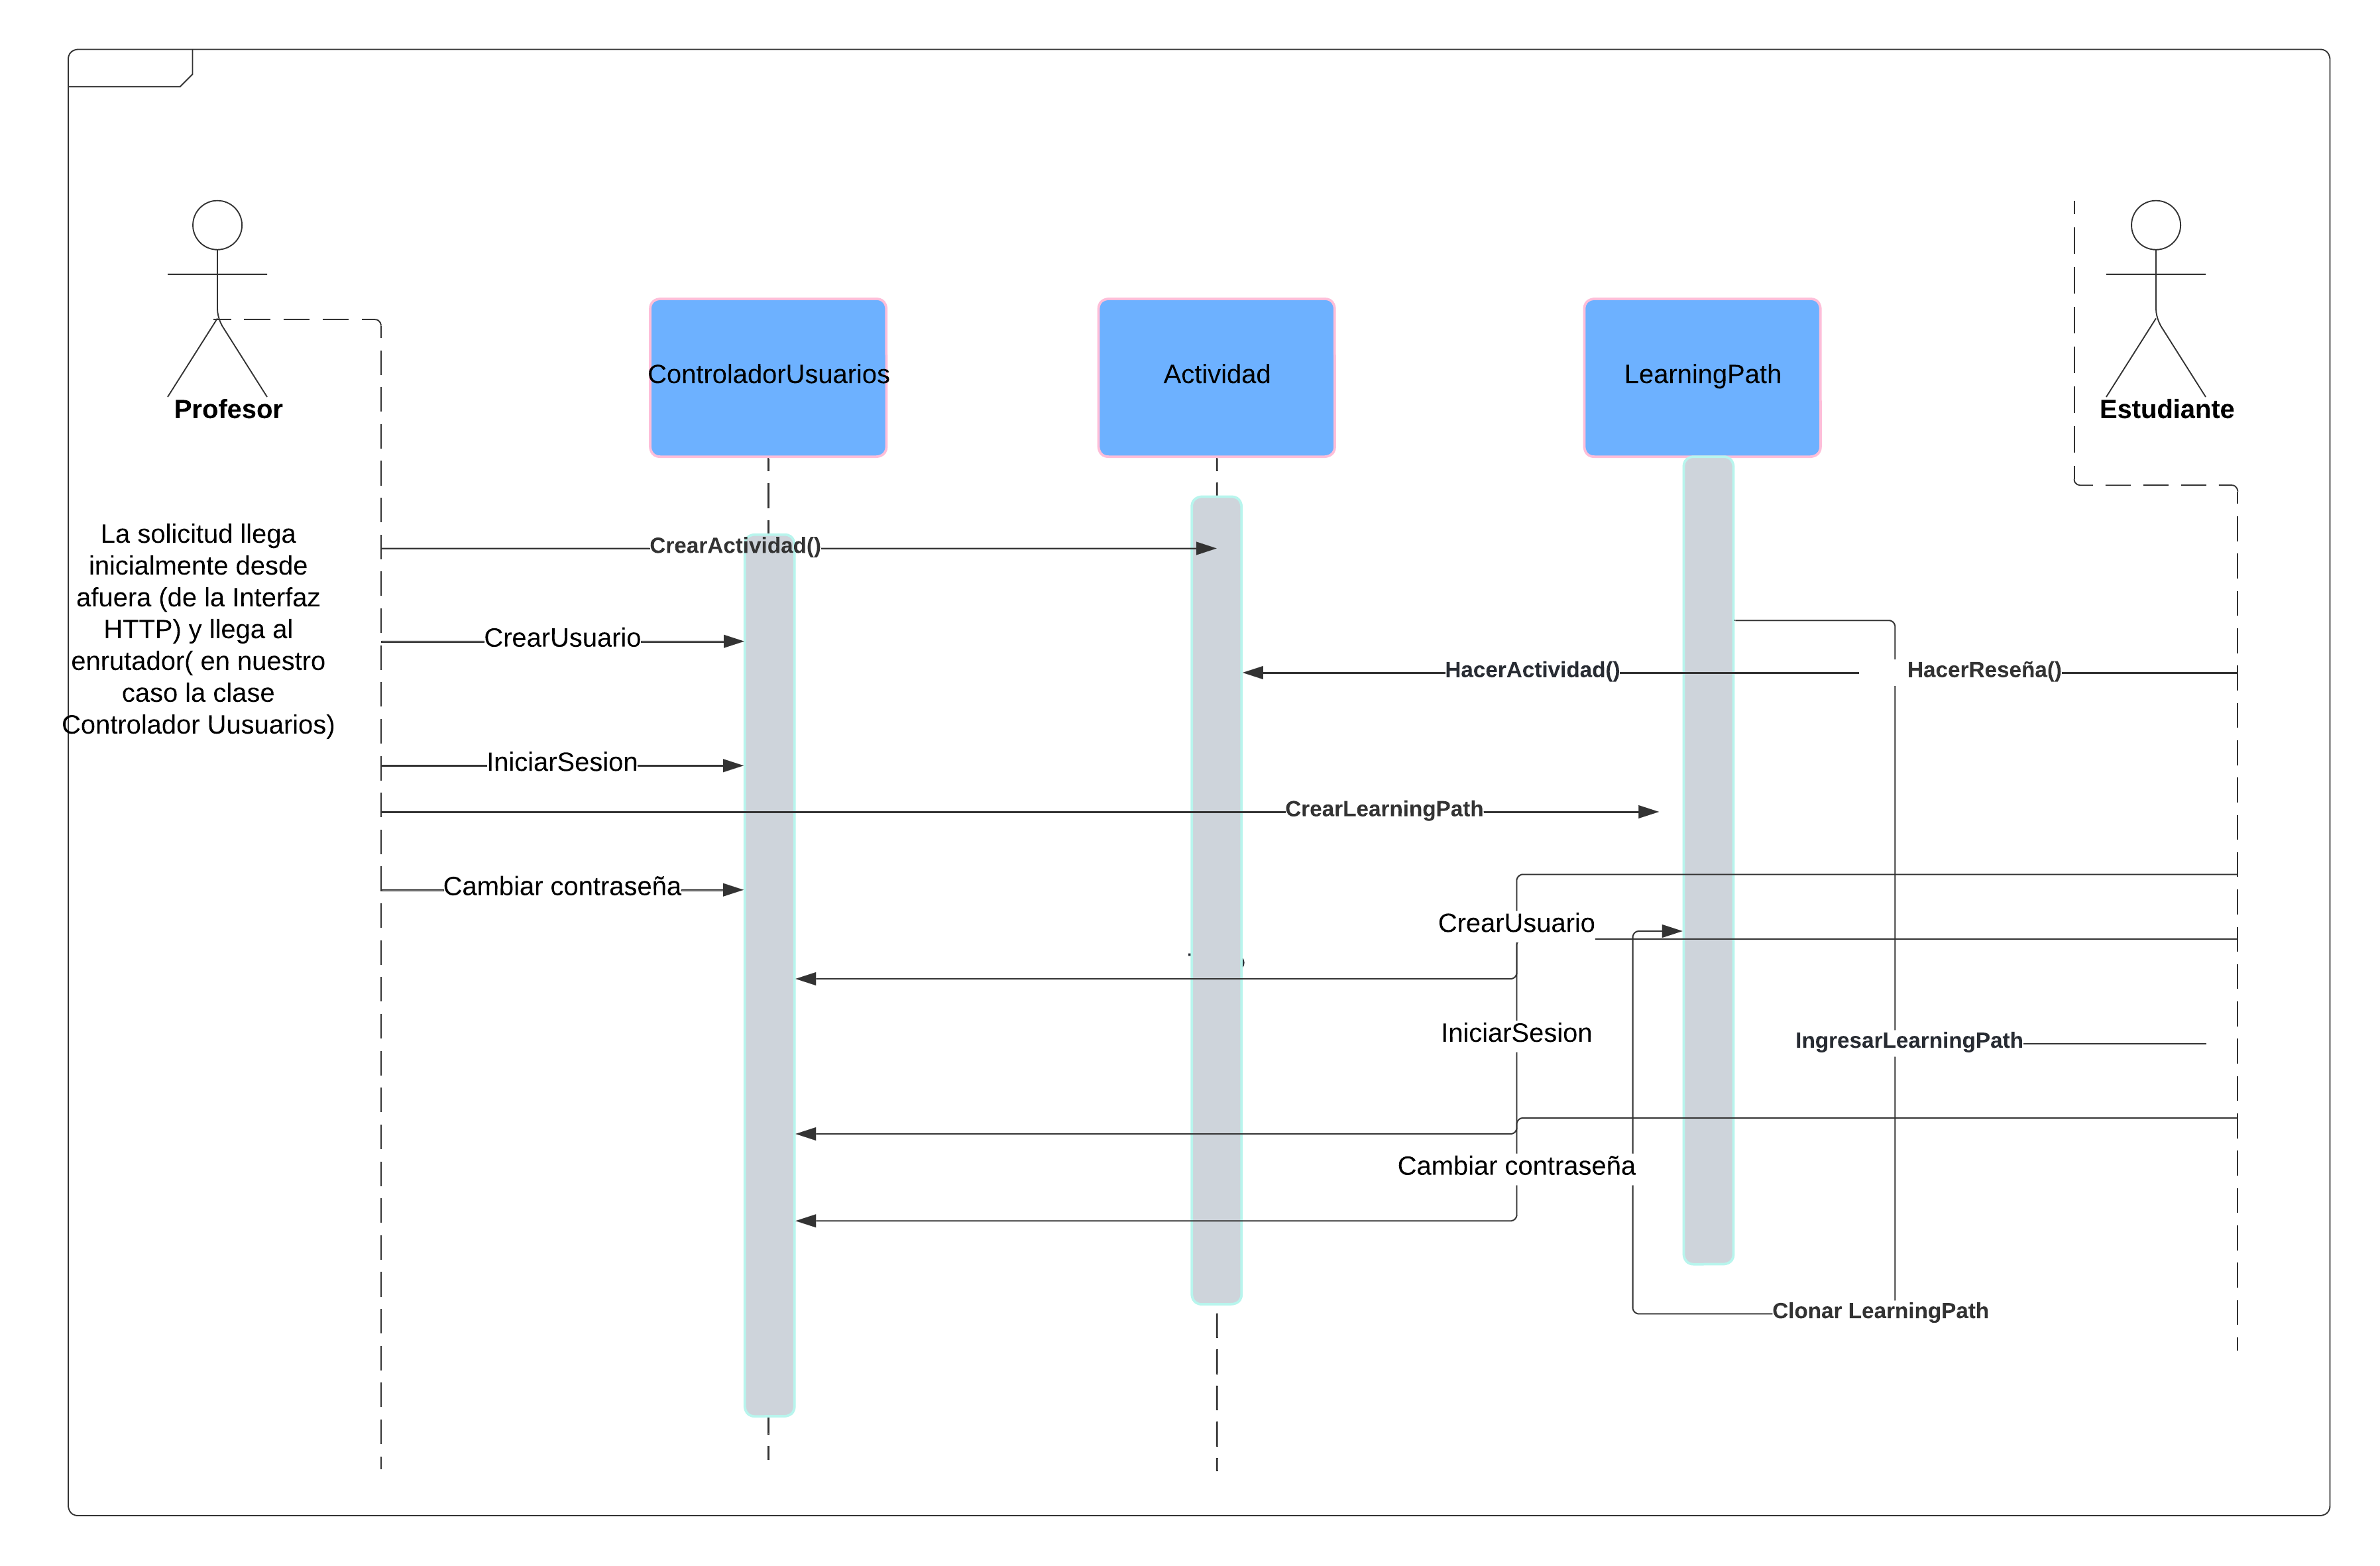 Profesor
ControladorUsuarios
Actividad
LearningPath
Estudiante
La solicitud llega
inicialmente desde
afuera (de la Interfaz
HTTP) y llega al
enrutador( en nuestro
caso la clase
Controlador Uusuarios)
CrearActividad()
CrearUsuario
HacerActividad()
HacerReseña()
IniciarSesion
CrearLearningPath
Cambiar contraseña
CrearUsuario
IniciarSesion
IngresarLearningPath
Cambiar contraseña
Clonar LearningPath